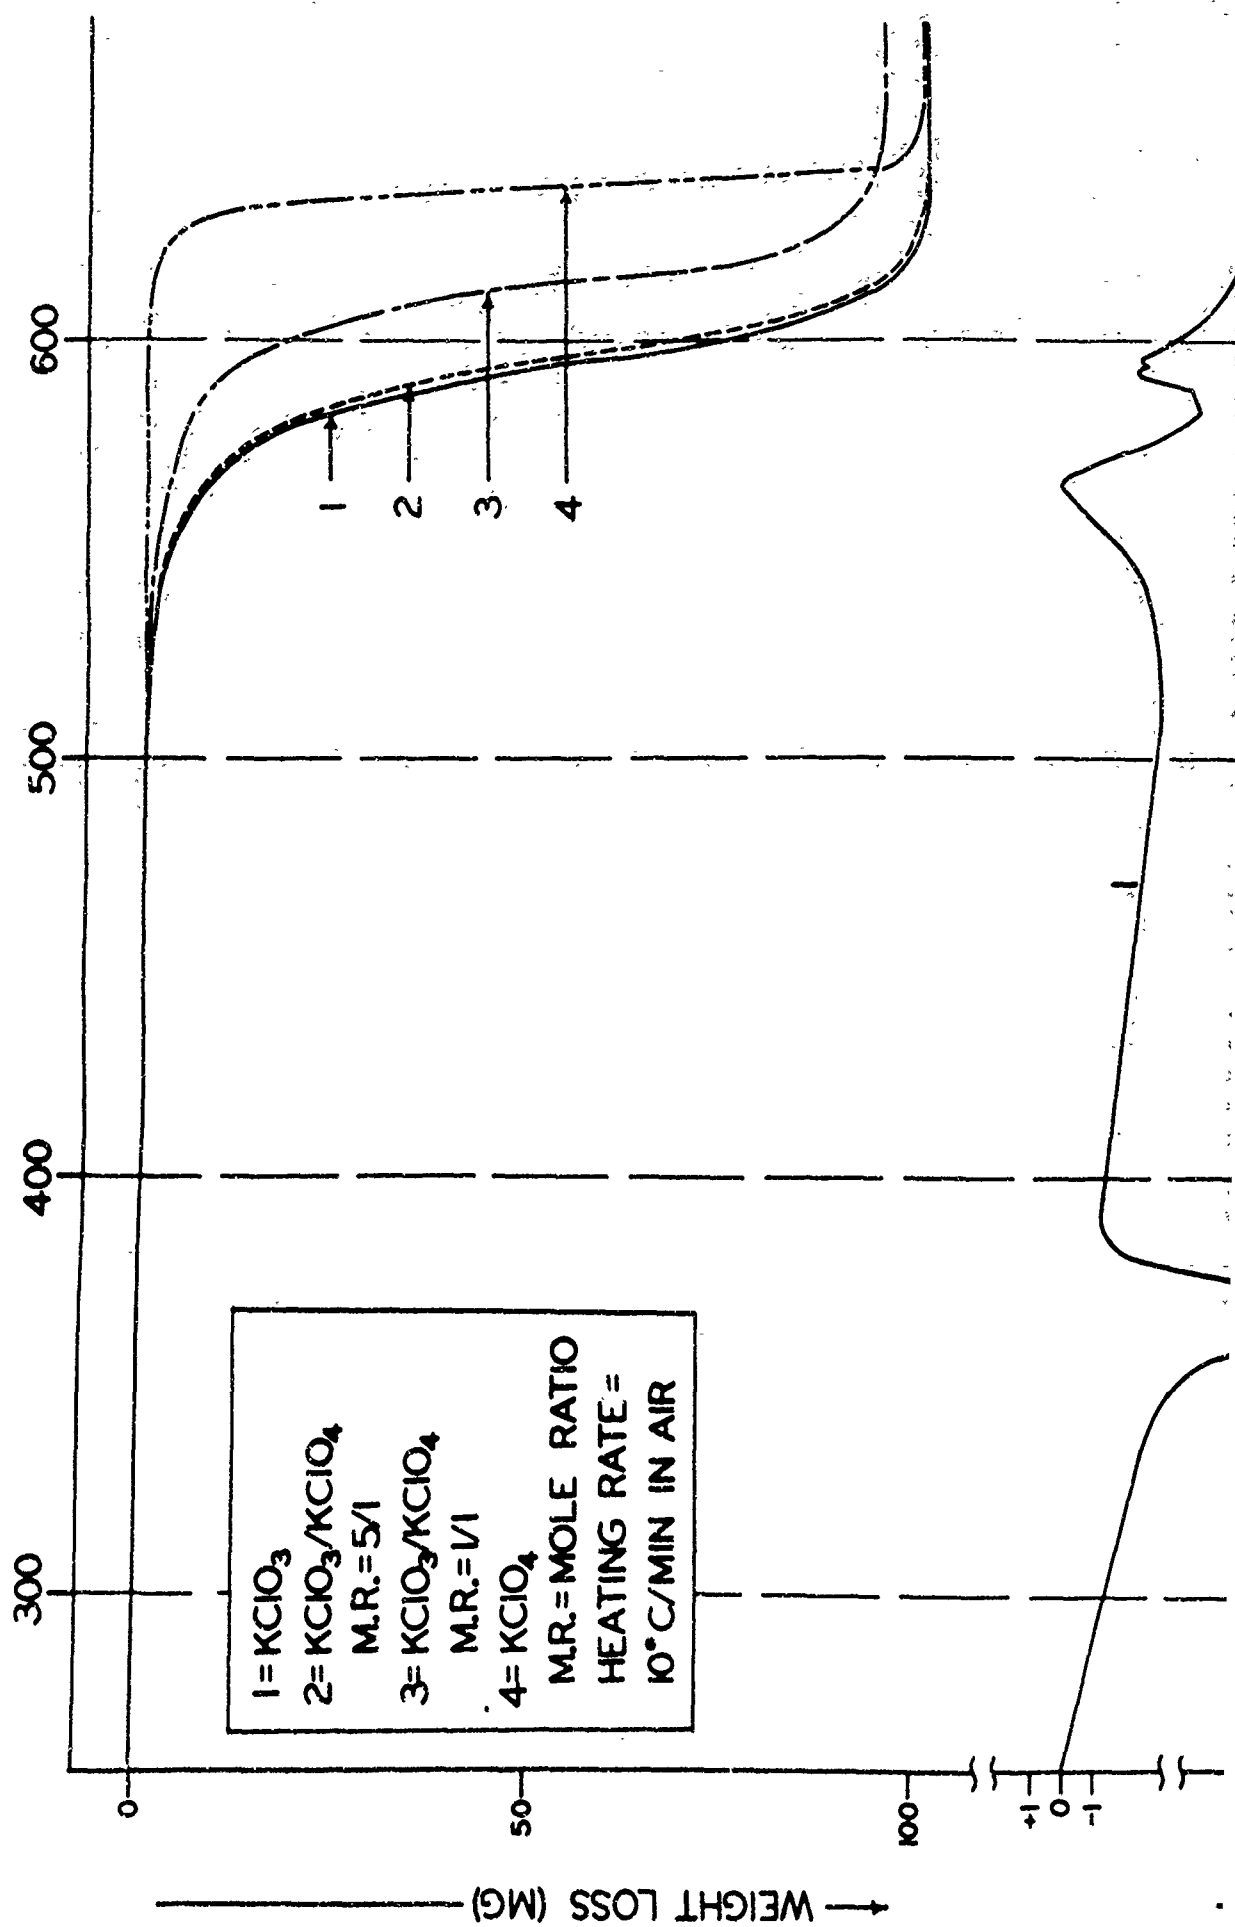 300 400 500 600
0
50
100
+1
0
-1
← WEIGHT LOSS (MG)
1= KClO₃
2= KClO₃/KClO₄
M.R.= 5/1
3= KClO₃/KClO₄
M.R.= 1/1
4= KClO₄
M.R.= MOLE RATIO
HEATING RATE =
10°C/MIN IN AIR
1
2
3
4
1